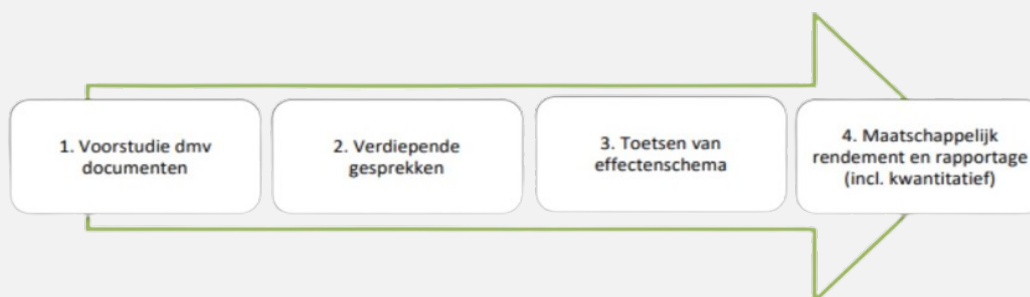 1. Voorstudie dmv
documenten
2. Verdiepende
gesprekken
3. Toetsen van
effectenschema
4. Maatschappelijk
rendement en rapportage
(incl. kwantitatief)